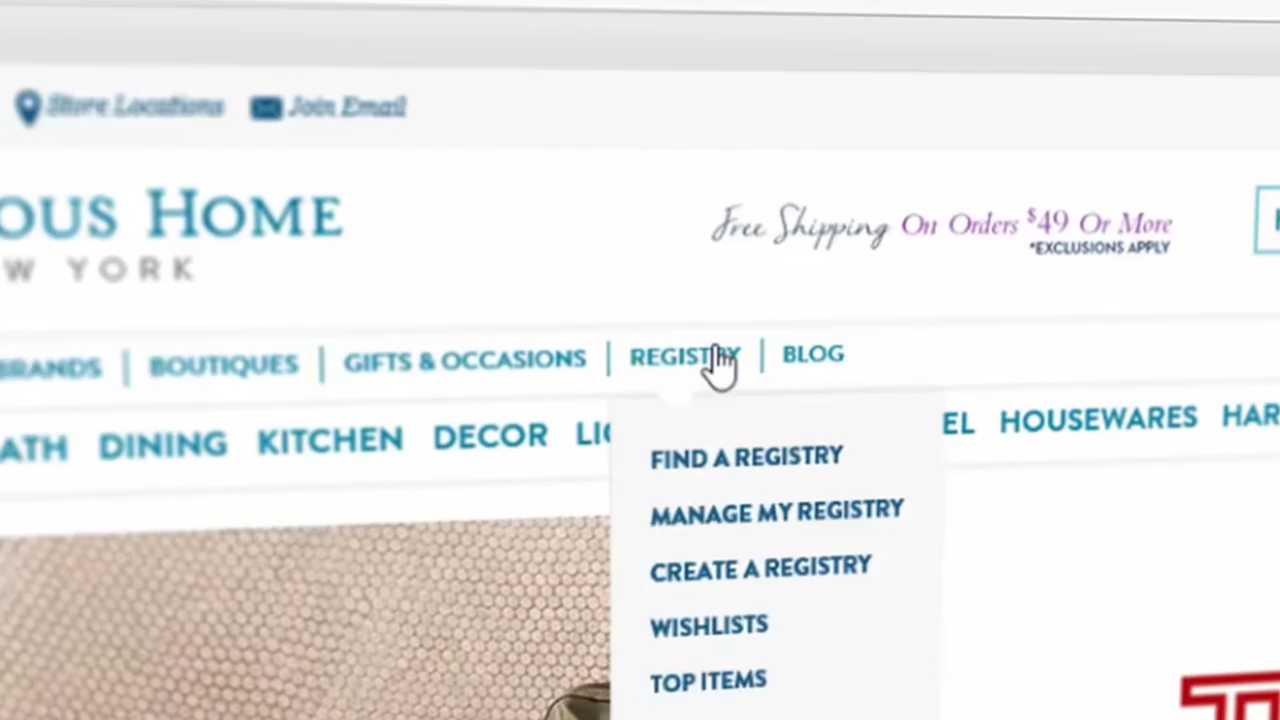 Store Locations Join Email
OUS HOME
W YORK
Free Shipping On Orders $49 Or More
*EXCLUSIONS APPLY
BRANDS | BOUTIQUES | GIFTS & OCCASIONS | REGISTRY | BLOG
ATH DINING KITCHEN DECOR LIG EL HOUSEWARES HAR
FIND A REGISTRY
MANAGE MY REGISTRY
CREATE A REGISTRY
WISHLISTS
TOP ITEMS